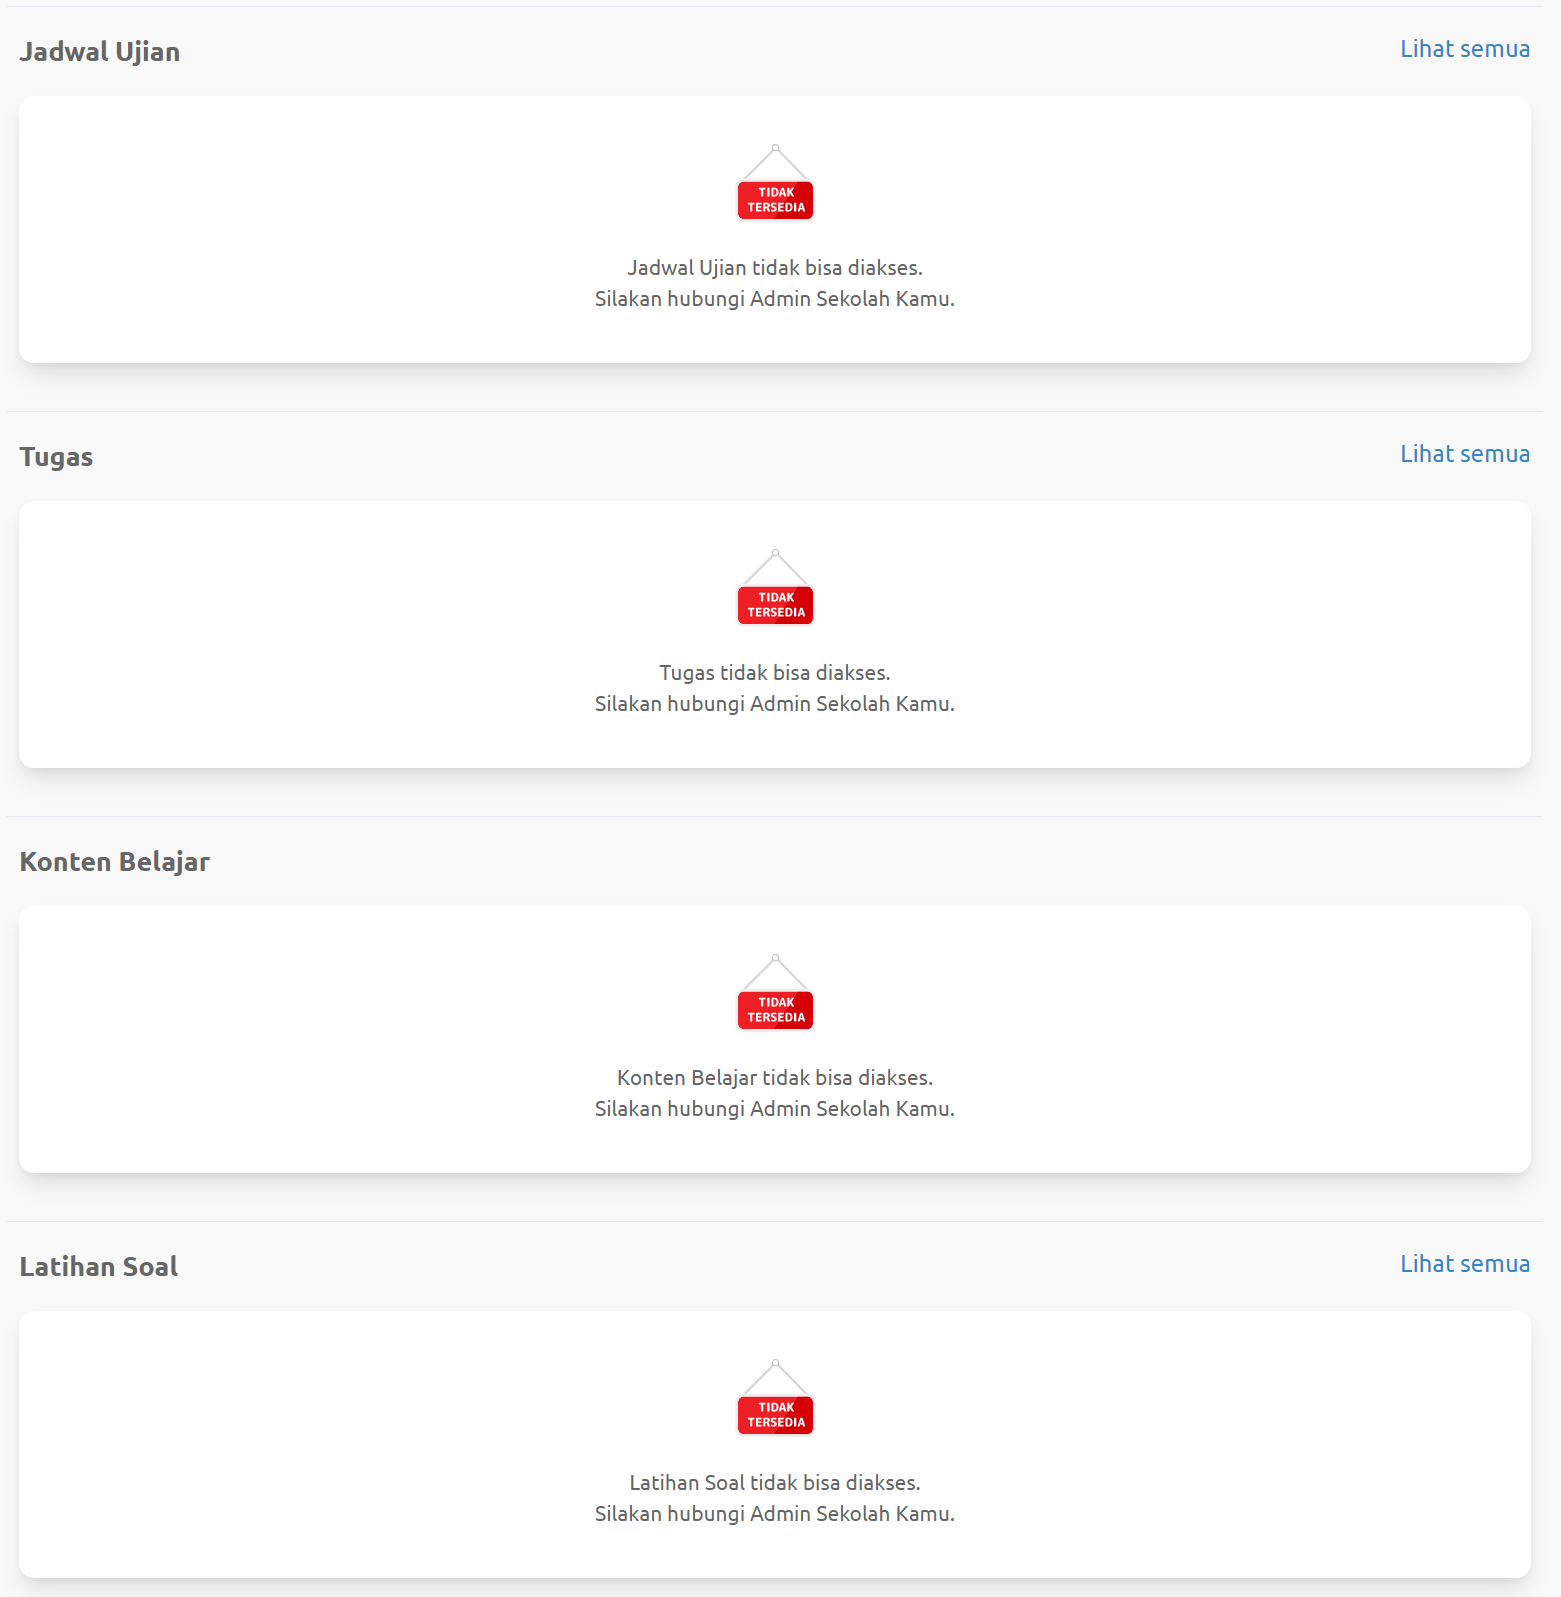 Jadwal Ujian
Lihat semua
TIDAK
TERSEDIA
Jadwal Ujian tidak bisa diakses.
Silakan hubungi Admin Sekolah Kamu.
Tugas
Lihat semua
TIDAK
TERSEDIA
Tugas tidak bisa diakses.
Silakan hubungi Admin Sekolah Kamu.
Konten Belajar
TIDAK
TERSEDIA
Konten Belajar tidak bisa diakses.
Silakan hubungi Admin Sekolah Kamu.
Latihan Soal
Lihat semua
TIDAK
TERSEDIA
Latihan Soal tidak bisa diakses.
Silakan hubungi Admin Sekolah Kamu.